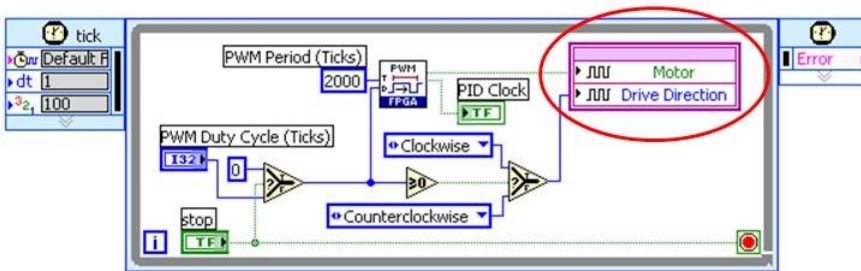 tick
Default F
dt 1
100
PWM Period (Ticks)
2000
PWM
T
D
FPGA
PID Clock
TF
Motor
Drive Direction
Error
PWM Duty Cycle (Ticks)
I32
0
?
T
F
Clockwise
≥0
?
T
F
Counterclockwise
stop
TF
i